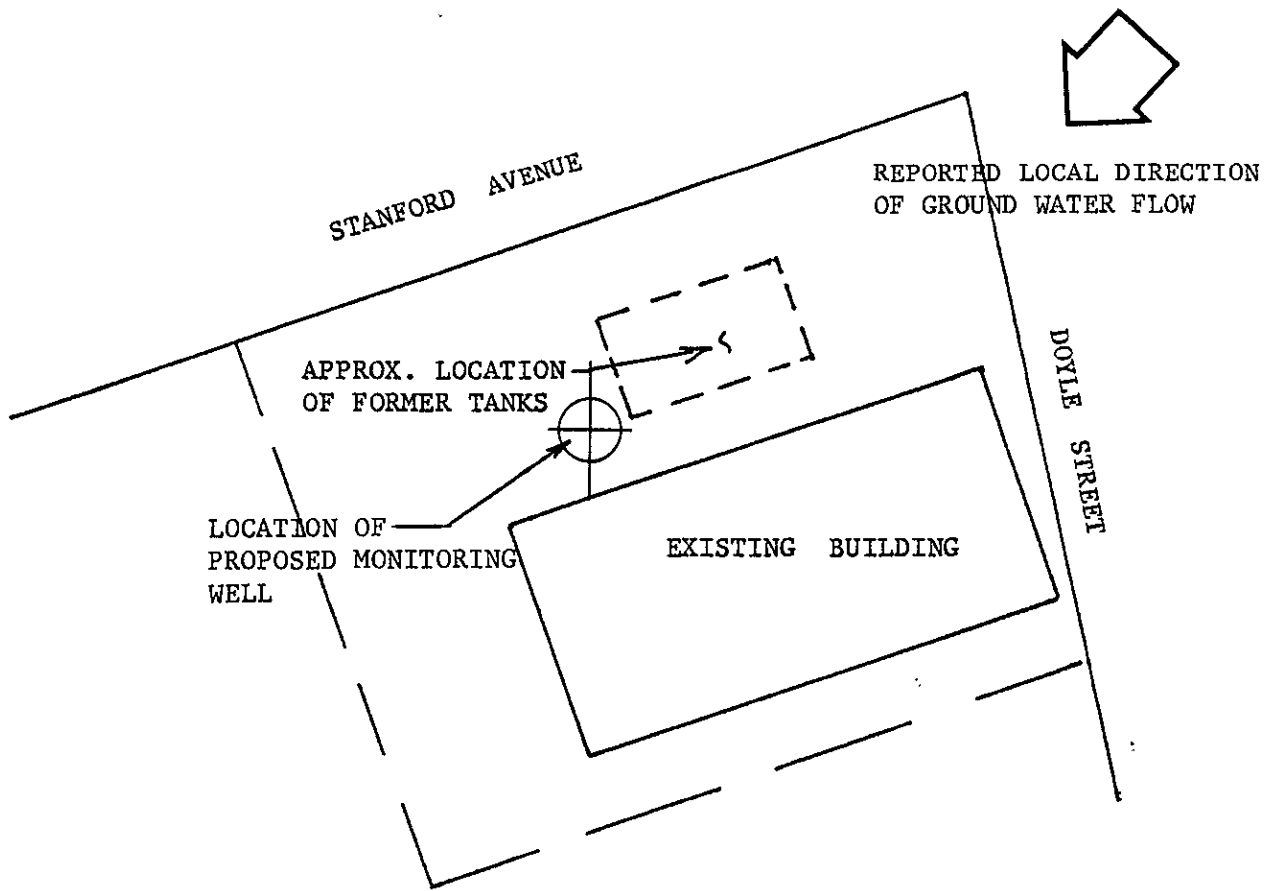 STANFORD AVENUE
REPORTED LOCAL DIRECTION
OF GROUND WATER FLOW
APPROX. LOCATION
OF FORMER TANKS
DOYLE STREET
LOCATION OF
PROPOSED MONITORING
WELL
EXISTING BUILDING